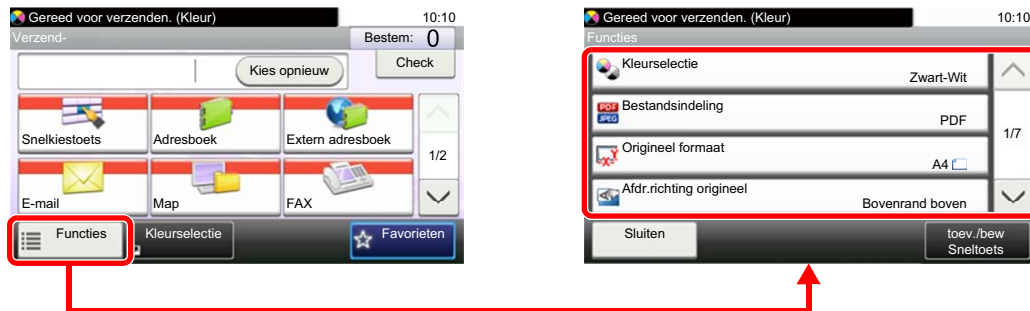 Gereed voor verzenden. (Kleur)
10:10
Verzend-
Bestem: 0
Kies opnieuw
Check
Snelkiestoets
Adresboek
Extern adresboek
1/2
E-mail
Map
FAX
Functies
Kleurselectie
Favorieten
Gereed voor verzenden. (Kleur)
10:10
Functies
Kleurselectie
Zwart-Wit
PDF
JPEG
Bestandsindeling
PDF
1/7
Origineel formaat
A4
Afdr.richting origineel
Bovenrand boven
Sluiten
toev./bew
Sneltoets